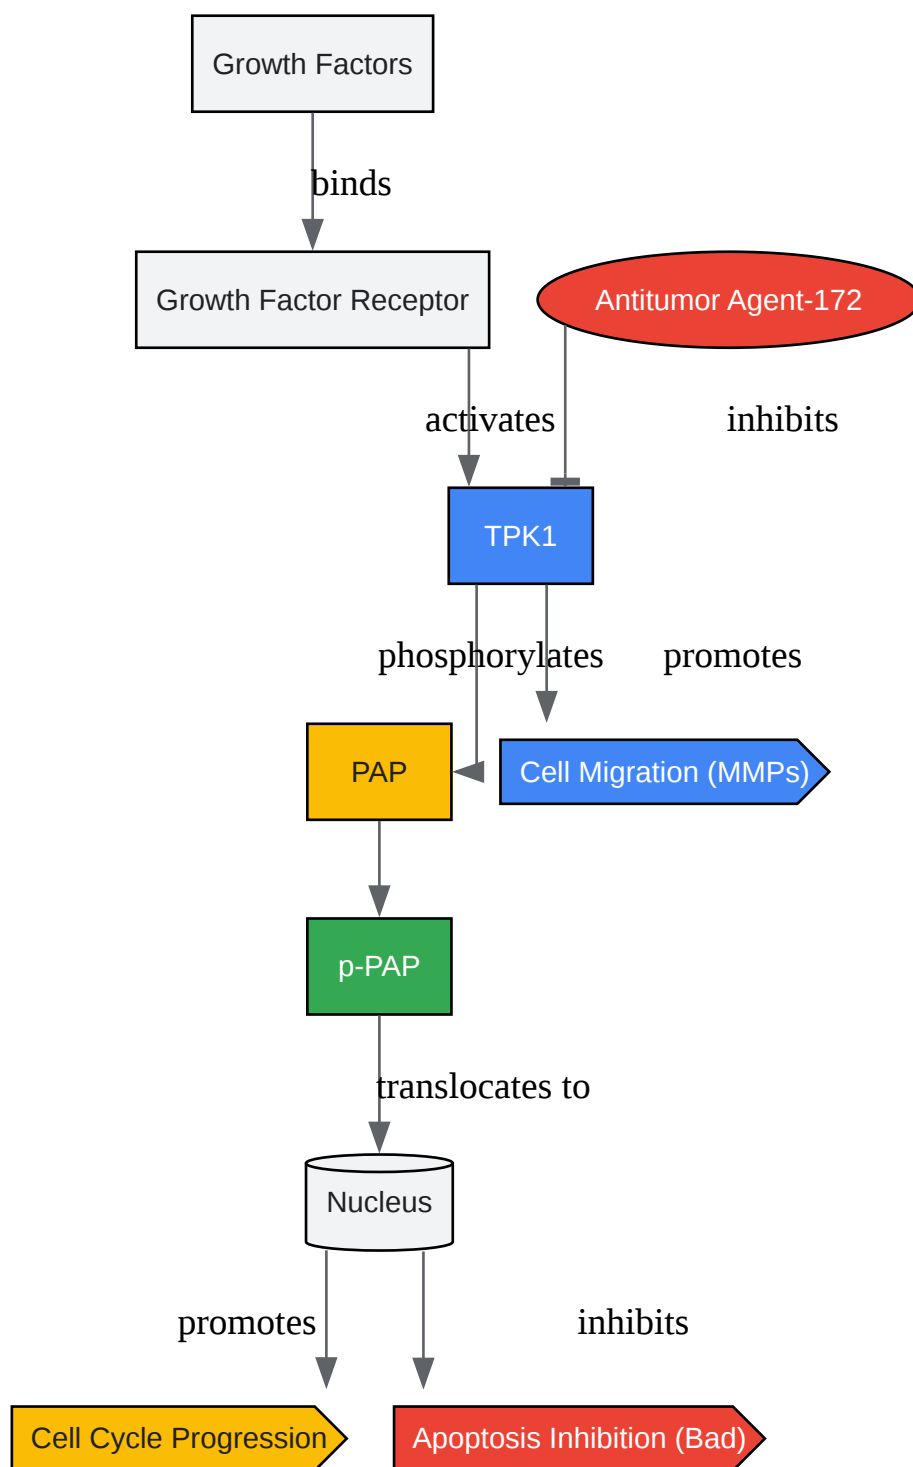 Growth Factors
binds
Growth Factor Receptor
Antitumor Agent-172
activates
inhibits
TPK1
phosphorylates
promotes
PAP
Cell Migration (MMPs)
p-PAP
translocates to
Nucleus
promotes
inhibits
Cell Cycle Progression
Apoptosis Inhibition (Bad)